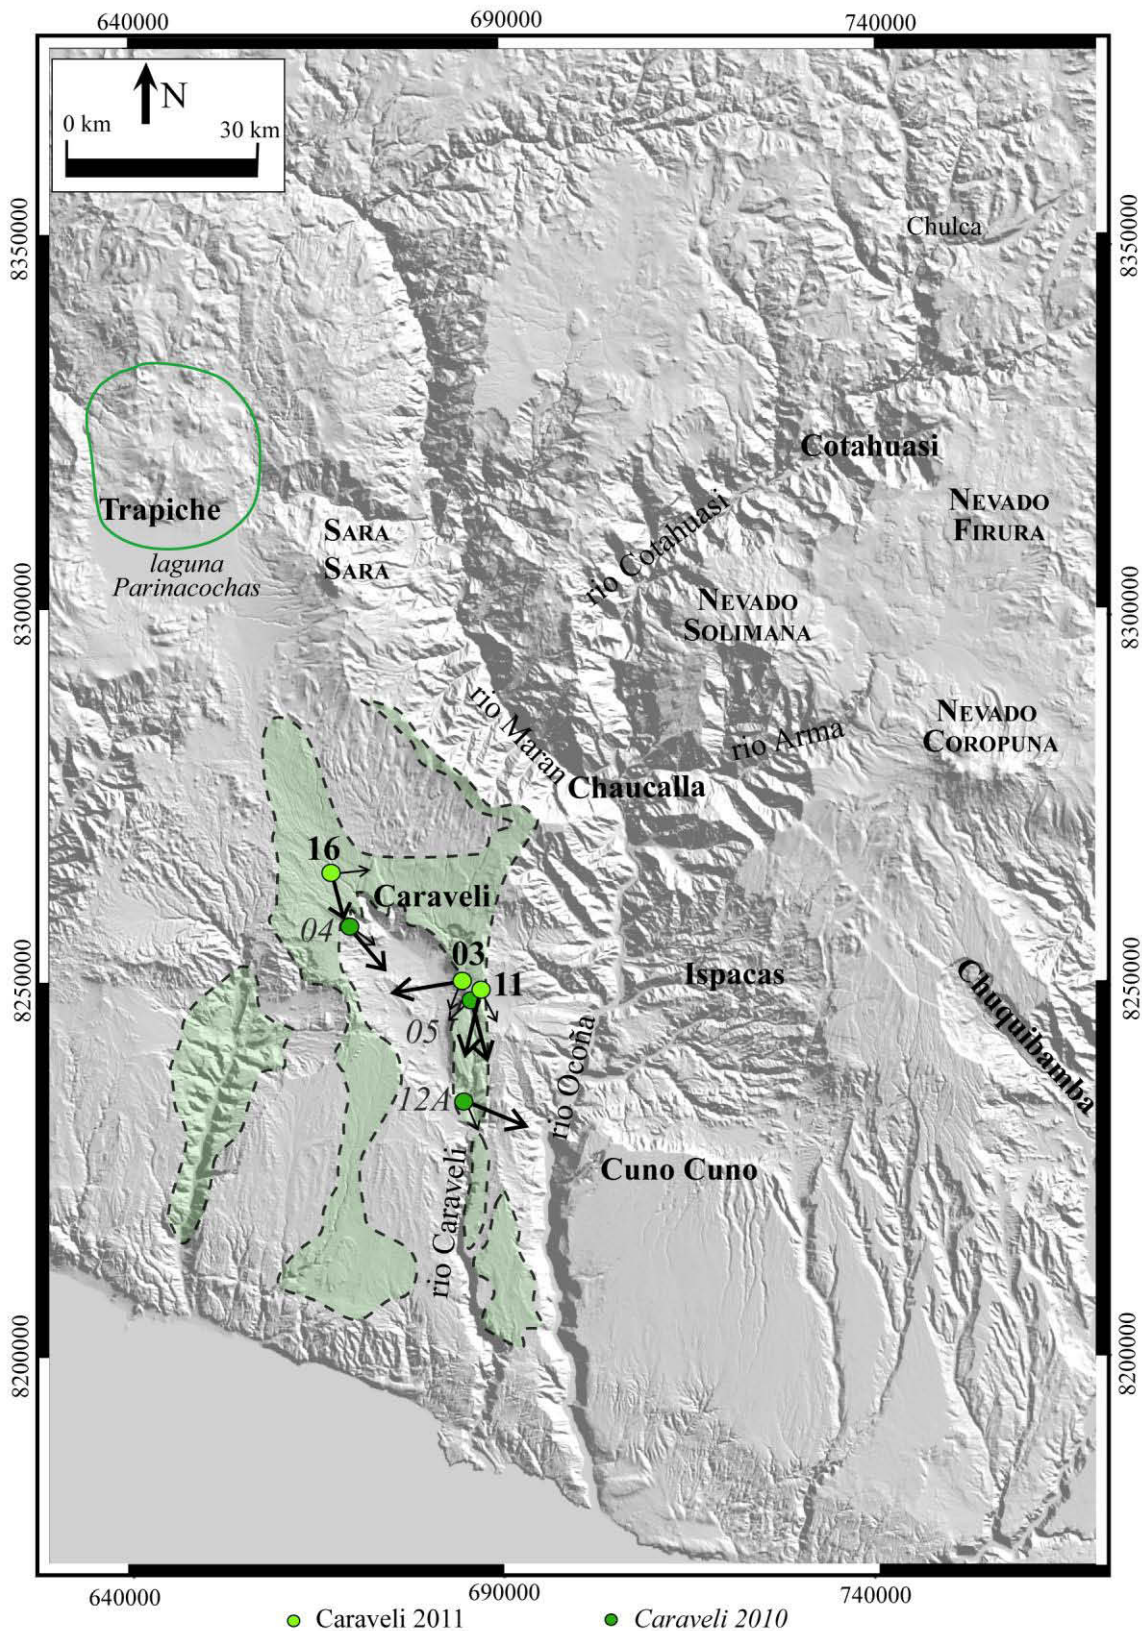 640000
690000
740000
N
0 km
30 km
8350000
8350000
Chulca
Cotahuasi
Trapiche
SARA
SARA
NEVADO
FIRURA
laguna
Parinacochas
rio Cotahuasi
NEVADO
SOLIMANA
8300000
8300000
rio Maran
rio Arma
NEVADO
COROPUNA
Chaucalla
16
Caraveli
04
03
11
Ispacas
Chuquibamba
8250000
8250000
05
rio Ocoña
12A
Cuno Cuno
rio Caraveli
8200000
8200000
640000
690000
740000
Caraveli 2011
Caraveli 2010